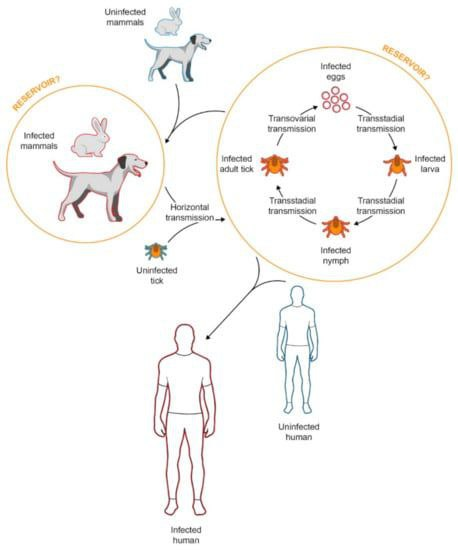 Uninfected
mammals
RESERVOIR?
Infected
mammals
RESERVOIR?
Infected
eggs
Transovarial
transmission
Transstadial
transmission
Infected
adult tick
Infected
larva
Transstadial
transmission
Transstadial
transmission
Infected
nymph
Horizontal
transmission
Uninfected
tick
Uninfected
human
Infected
human